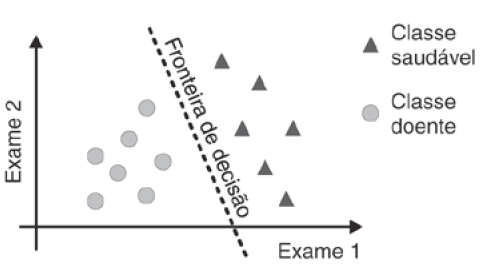 Classe
saudável
Classe
doente
Fronteira de decisão
Exame 2
Exame 1